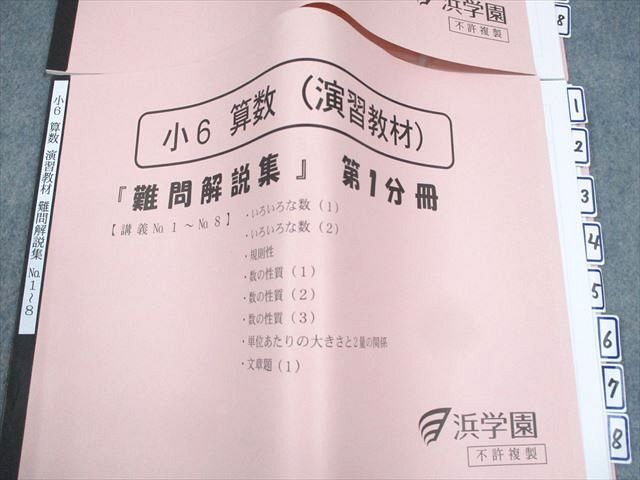 浜学園
不許複製
8
小6 算数 演習教材 難問解説集 No.1~8
小6 算数 (演習教材)
『難問解説集』 第1分冊
【講義No.1~No.8】
・いろいろな数(1)
・いろいろな数(2)
・規則性
・数の性質(1)
・数の性質(2)
・数の性質(3)
・単位あたりの大きさと2量の関係
・文章題(1)
浜学園
不許複製
1
2
3
4
5
6
7
8